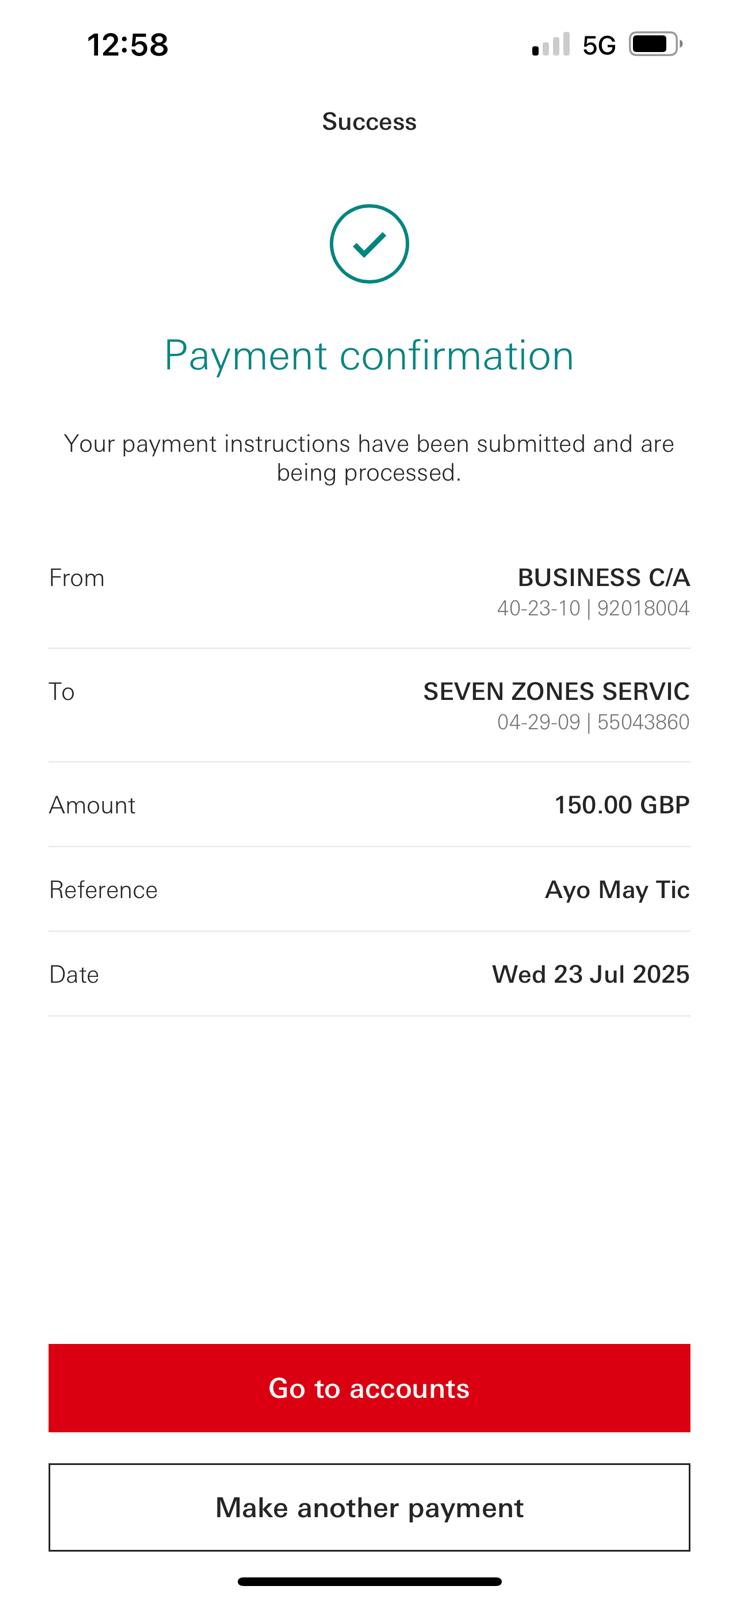 12:58
5G
Success
Payment confirmation
Your payment instructions have been submitted and are
being processed.
From
BUSINESS C/A
40-23-10 | 92018004
To
SEVEN ZONES SERVIC
04-29-09 | 55043860
Amount
150.00 GBP
Reference
Ayo May Tic
Date
Wed 23 Jul 2025
Go to accounts
Make another payment